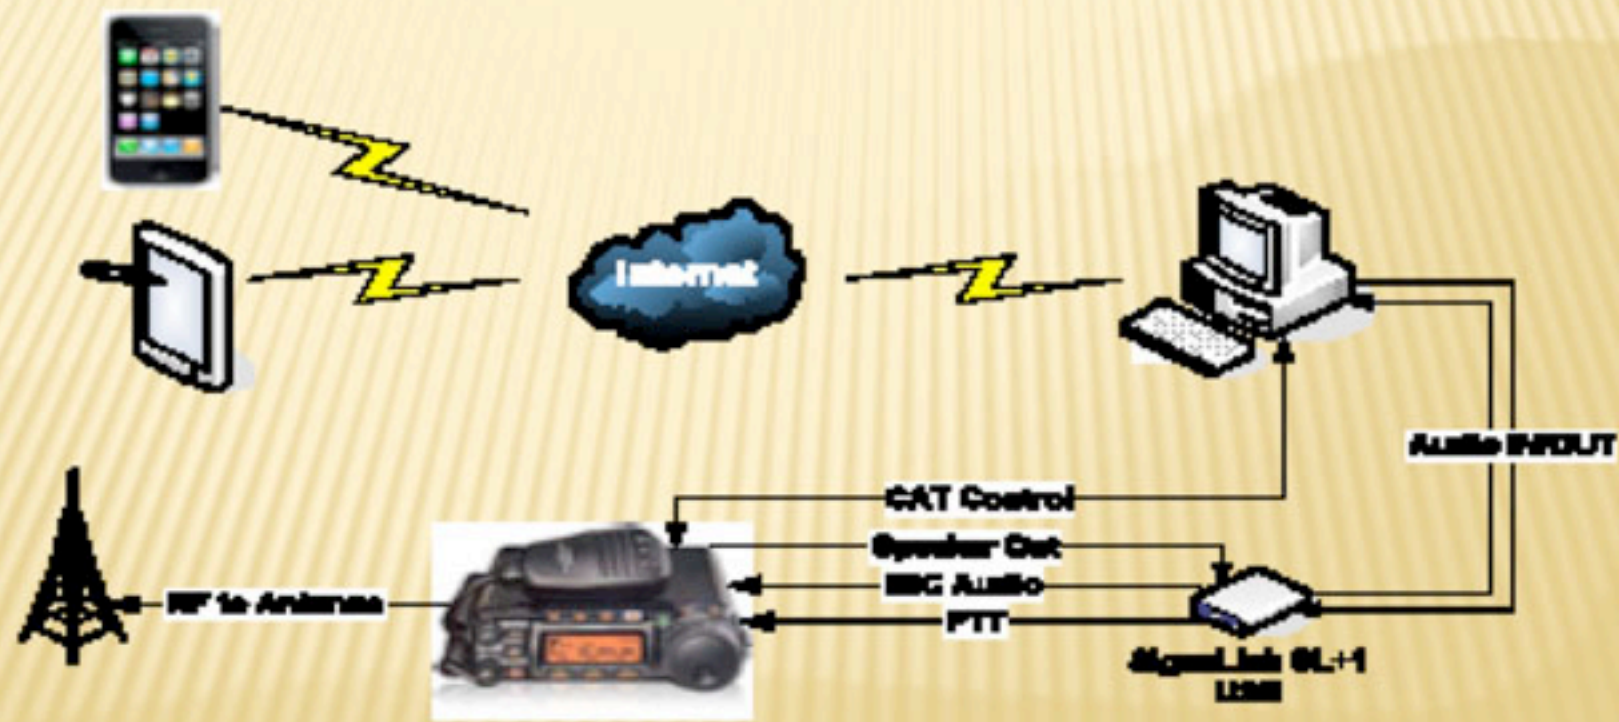 Internet
Audio IN/OUT
CAT Control
Speaker Out
MIC Audio
RF to Antenna
PTT
SignaLink SL+1
USB